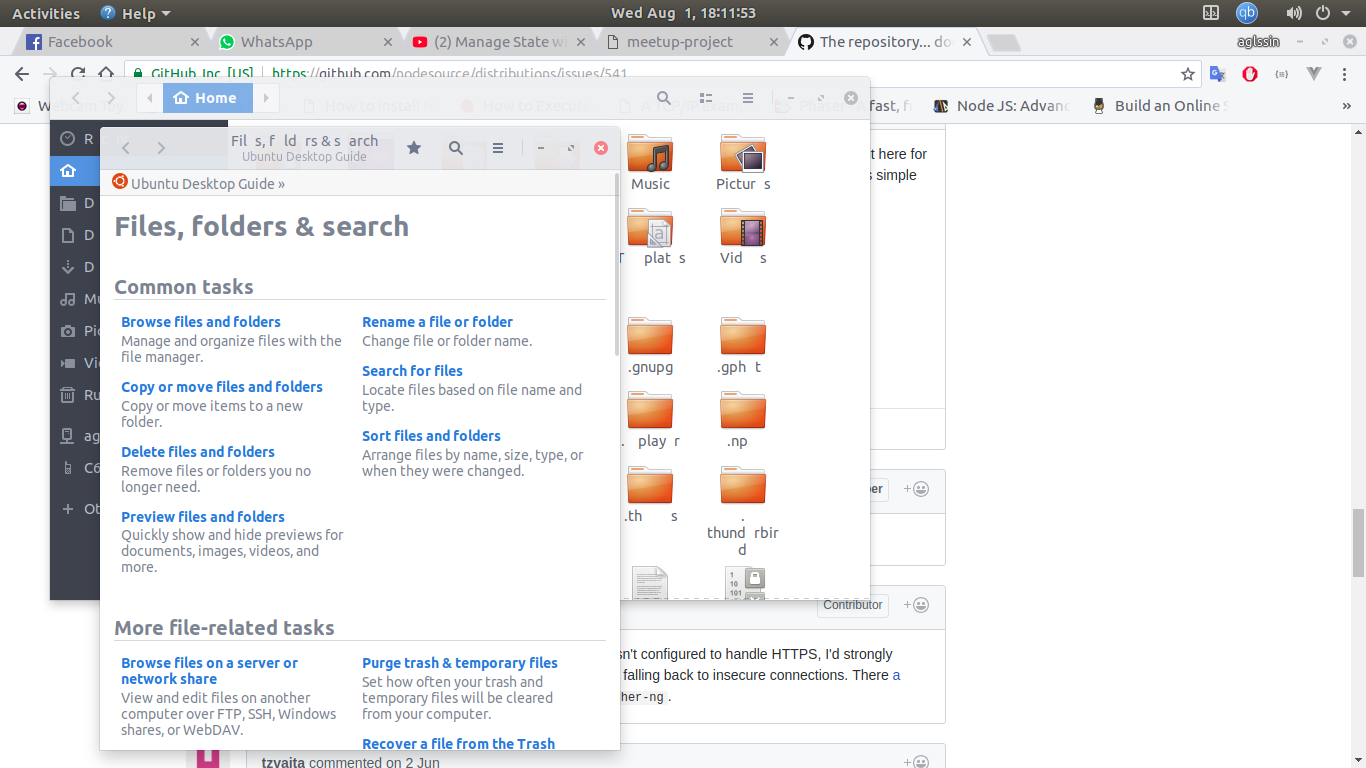 Activities
Help
Wed Aug 1, 18:11:53
Facebook
WhatsApp
(2) Manage State wi
meetup-project
The repository... do
aglssin
GitHub, Inc. [US]
https://github.com/nodesource/distributions/issues/541
Node JS: Advanc
Build an Online S
»
Home
Fil s, f ld rs & s arch
Ubuntu Desktop Guide
Ubuntu Desktop Guide »
Files, folders & search
Common tasks
Browse files and folders
Manage and organize files with the
file manager.
Copy or move files and folders
Copy or move items to a new
folder.
Delete files and folders
Remove files or folders you no
longer need.
Preview files and folders
Quickly show and hide previews for
documents, images, videos, and
more.
Rename a file or folder
Change file or folder name.
Search for files
Locate files based on file name and
type.
Sort files and folders
Arrange files by name, size, type, or
when they were changed.
More file-related tasks
Browse files on a server or
network share
View and edit files on another
computer over FTP, SSH, Windows
shares, or WebDAV.
Purge trash & temporary files
Set how often your trash and
temporary files will be cleared
from your computer.
Recover a file from the Trash
R
D
D
D
Mu
Pic
Vi
Ru
ag
C6
+ Ot
Music
Pictur s
T plat s
Vid s
.gnupg
.gph t
. play r
.np
.th s
.
thund rbir
d
t here for
s simple
ber
Contributor
n't configured to handle HTTPS, I'd strongly
falling back to insecure connections. There a
her-ng.
tzvaita commented on 2 Jun